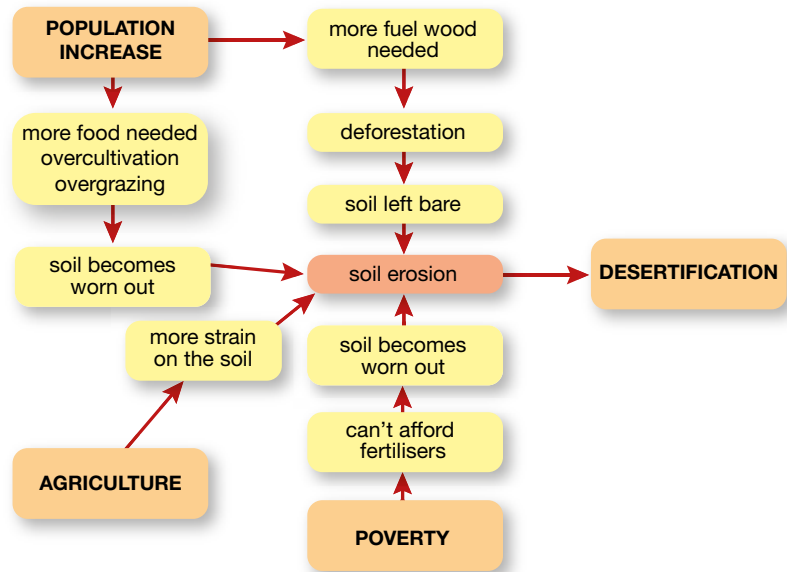 POPULATION
INCREASE
more fuel wood
needed
more food needed
overcultivation
overgrazing
deforestation
soil left bare
soil becomes
worn out
soil erosion
DESERTIFICATION
more strain
on the soil
soil becomes
worn out
can't afford
fertilisers
AGRICULTURE
POVERTY